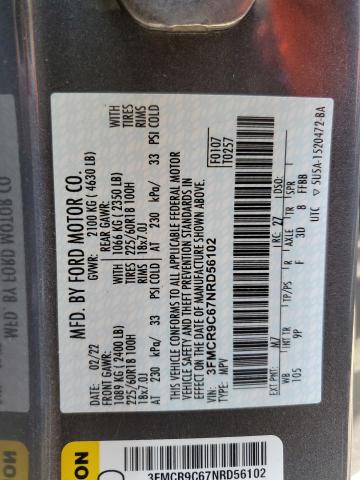 MFD. BY FORD MOTOR CO.
02/22 GVWR: 2100 KG ( 4630 LB)
FRONT GAWR: REAR GAWR: WITH
1089 KG ( 2400 LB) 1066 KG ( 2350 LB) TIRES
225/60R18 100H 225/60R18 100H RIMS
18x7.0J 18x7.0J
AT 230 kPa/ 33 PSI COLD AT 230 kPa/ 33 PSI COLD
THIS VEHICLE CONFORMS TO ALL APPLICABLE FEDERAL MOTOR
VEHICLE SAFETY AND THEFT PREVENTION STANDARDS IN
EFFECT ON THE DATE OF MANUFACTURE SHOWN ABOVE.
VIN: 3FMCR9C67NRD56102 F0107
TYPE: MPV T0257
EXT PNT: M7 RC: 27 DSO:
WB INT TR TP/PS R AXLE TR SPR
105 9P F 3D 8 FFBB
UTC 5USA-1520472-BA
3FMCR9C67NRD56102